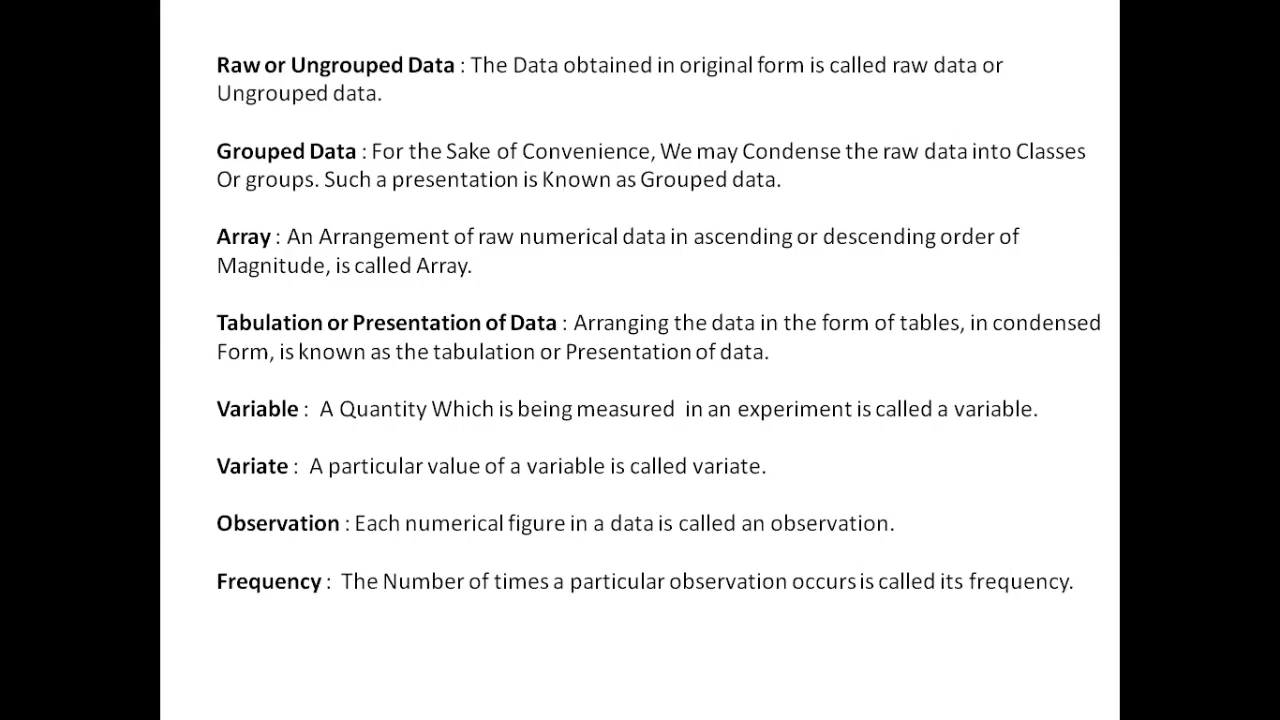 Raw or Ungrouped Data : The Data obtained in original form is called raw data or
Ungrouped data.
Grouped Data : For the Sake of Convenience, We may Condense the raw data into Classes
Or groups. Such a presentation is Known as Grouped data.
Array : An Arrangement of raw numerical data in ascending or descending order of
Magnitude, is called Array.
Tabulation or Presentation of Data : Arranging the data in the form of tables, in condensed
Form, is known as the tabulation or Presentation of data.
Variable : A Quantity Which is being measured in an experiment is called a variable.
Variate : A particular value of a variable is called variate.
Observation : Each numerical figure in a data is called an observation.
Frequency : The Number of times a particular observation occurs is called its frequency.